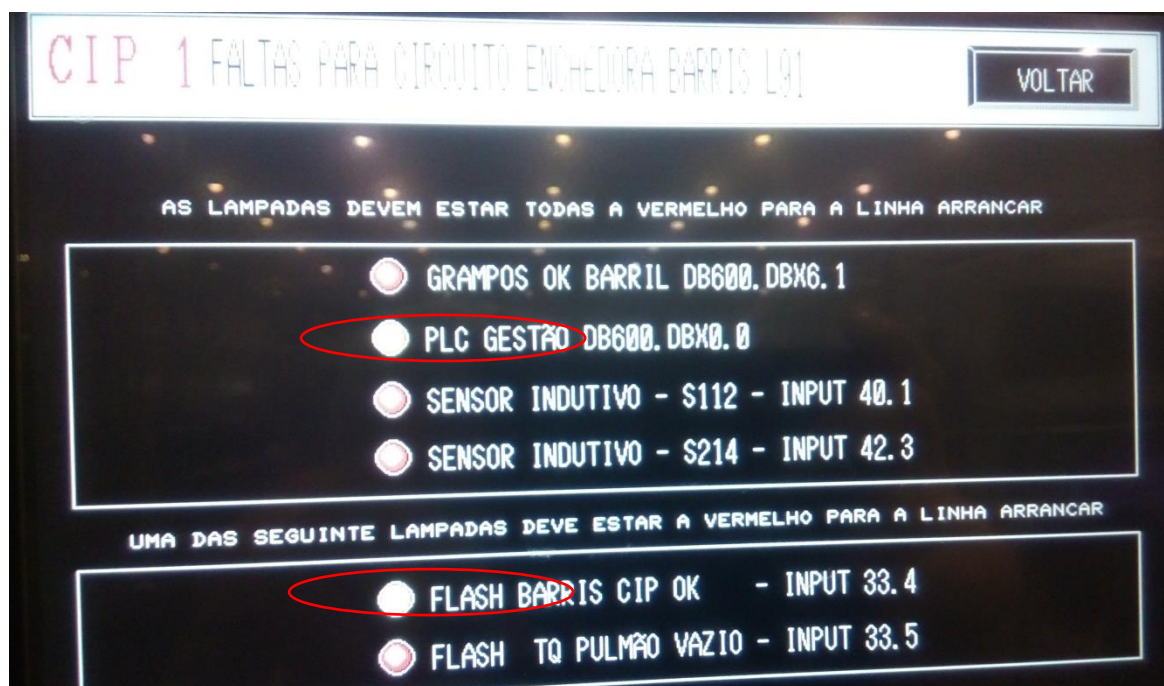 CIP 1 FALTAS PARA CIRCUITO ENCHEDORA BARRIS L91
VOLTAR
AS LAMPADAS DEVEM ESTAR TODAS A VERMELHO PARA A LINHA ARRANCAR
GRAMPOS OK BARRIL DB600.DBX6.1
PLC GESTÃO DB600.DBX0.0
SENSOR INDUTIVO - S112 - INPUT 40.1
SENSOR INDUTIVO - S214 - INPUT 42.3
UMA DAS SEGUINTE LAMPADAS DEVE ESTAR A VERMELHO PARA A LINHA ARRANCAR
FLASH BARRIS CIP OK - INPUT 33.4
FLASH TQ PULMÃO VAZIO - INPUT 33.5